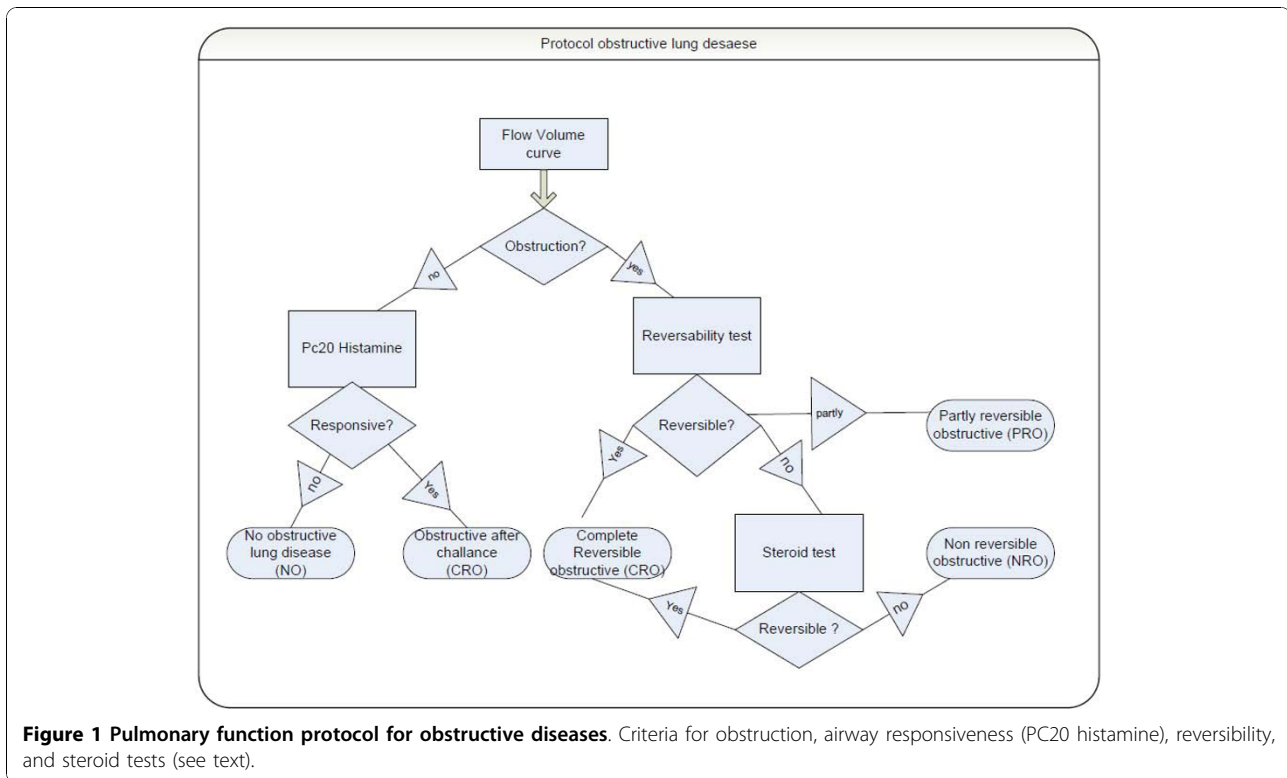 Protocol obstructive lung desaese
Flow Volume
curve
Obstruction?
no
yes
Pc20 Histamine
Reversability test
Responsive?
Reversible?
partly
Partly reversible
obstructive (PRO)
no
Yes
Yes
no
No obstructive
lung disease
(NO)
Obstructive after
challance
(CRO)
Complete
Reversible
obstructive (CRO)
Steroid test
Non reversible
obstructive (NRO)
Yes
Reversible ?
no
Figure 1 Pulmonary function protocol for obstructive diseases. Criteria for obstruction, airway responsiveness (PC20 histamine), reversibility,
and steroid tests (see text).